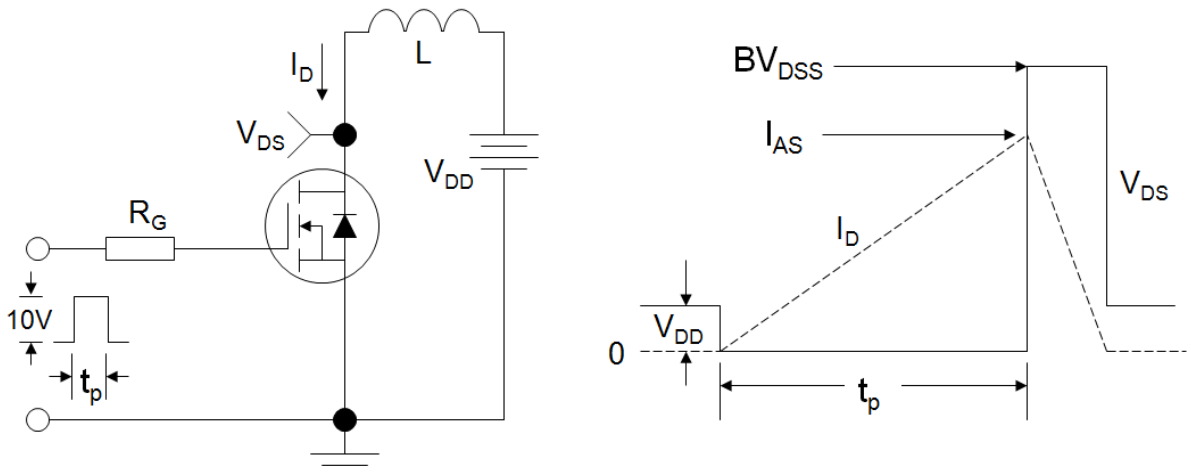 I_D
L
V_DS
V_DD
R_G
10V
t_p
BV_DSS
I_AS
V_DS
I_D
V_DD
0
t_p